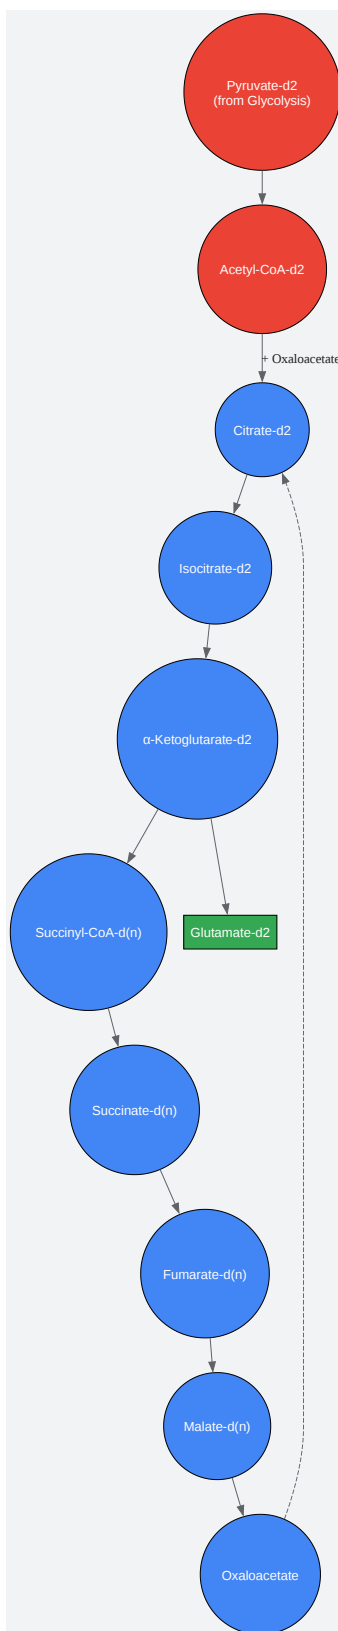 Pyruvate-d2
(from Glycolysis)
Acetyl-CoA-d2
+ Oxaloacetate
Citrate-d2
Isocitrate-d2
α-Ketoglutarate-d2
Succinyl-CoA-d(n)
Glutamate-d2
Succinate-d(n)
Fumarate-d(n)
Malate-d(n)
Oxaloacetate